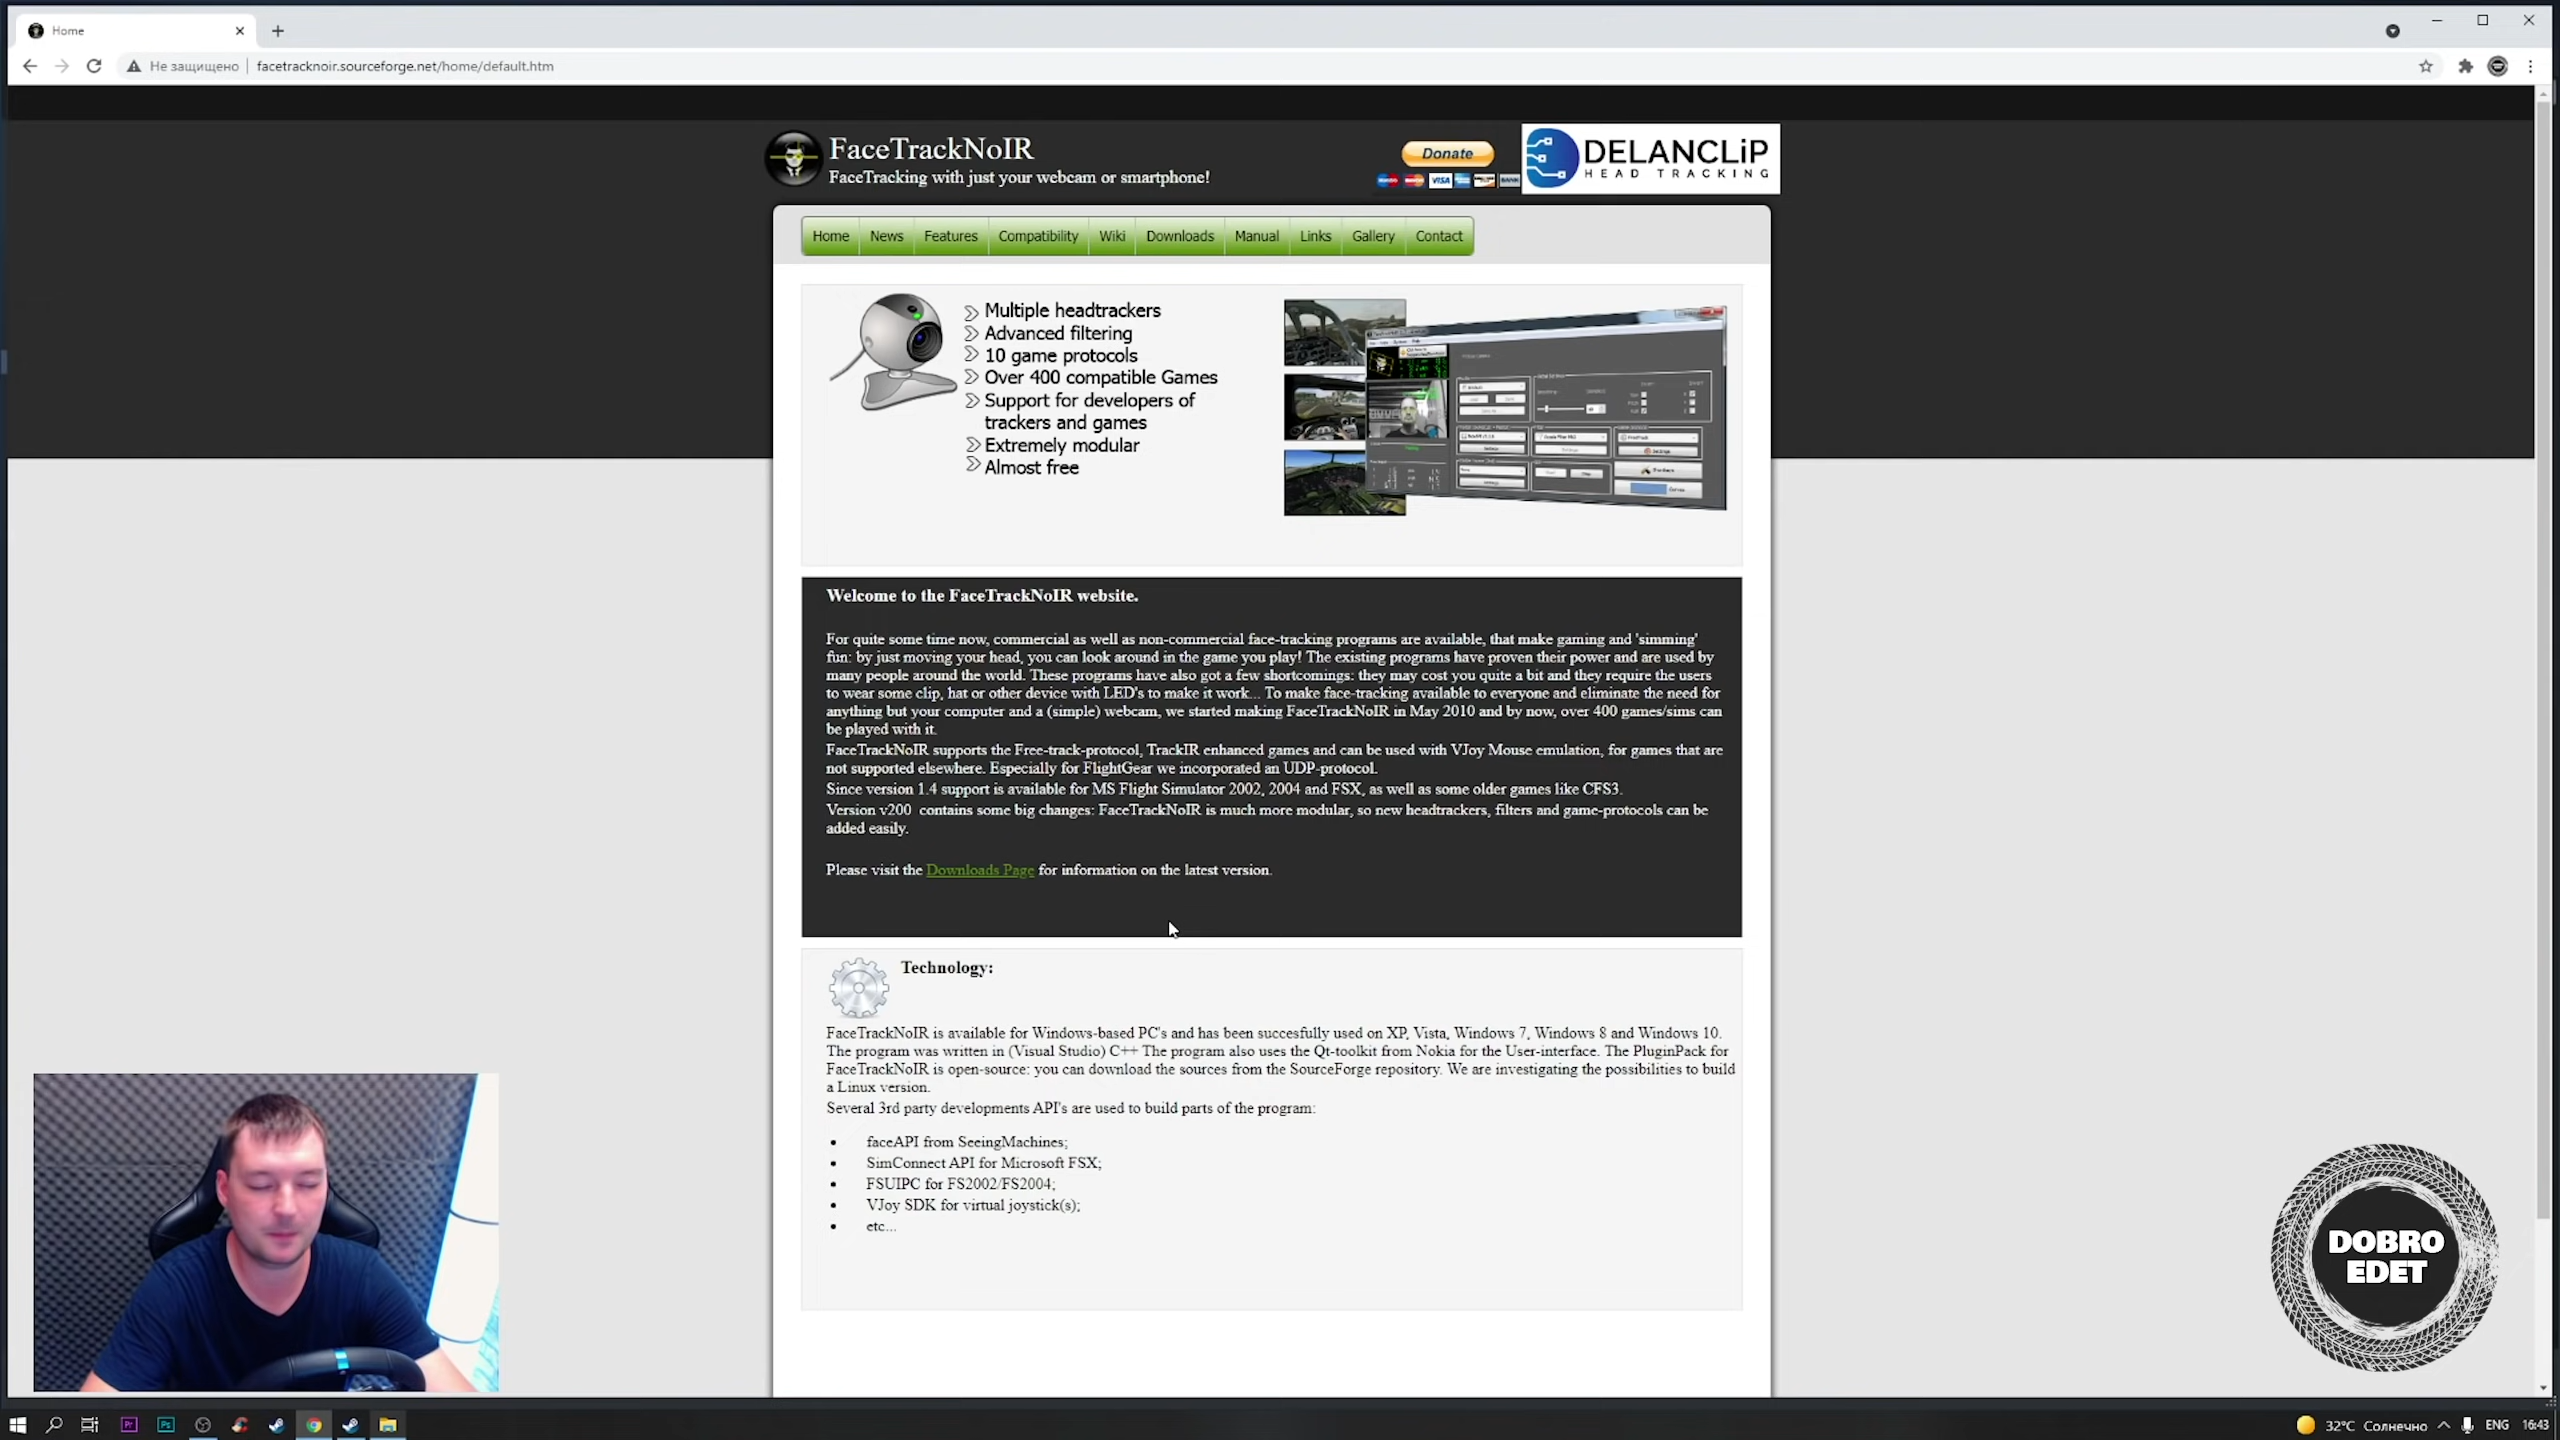 Home
Не защищено
facetracknoir.sourceforge.net/home/default.htm
FaceTrackNoIR
FaceTracking with just your webcam or smartphone!
Donate
VISA
DELANCLiP
HEAD TRACKING
Home News Features Compatibility Wiki Downloads Manual Links Gallery Contact
Multiple headtrackers
Advanced filtering
10 game protocols
Over 400 compatible Games
Support for developers of
trackers and games
Extremely modular
Almost free
Welcome to the FaceTrackNoIR website.
For quite some time now, commercial as well as non-commercial face-tracking programs are available, that make gaming and 'simming'
fun: by just moving your head, you can look around in the game you play! The existing programs have proven their power and are used by
many people around the world. These programs have also got a few shortcomings: they may cost you quite a bit and they require the users
to wear some clip, hat or other device with LED's to make it work... To make face-tracking available to everyone and eliminate the need for
anything but your computer and a (simple) webcam, we started making FaceTrackNoIR in May 2010 and by now, over 400 games/sims can
be played with it.
FaceTrackNoIR supports the Free-track-protocol, TrackIR enhanced games and can be used with VJoy Mouse emulation, for games that are
not supported elsewhere. Especially for FlightGear we incorporated an UDP-protocol.
Since version 1.4 support is available for MS Flight Simulator 2002, 2004 and FSX, as well as some older games like CFS3.
Version v200 contains some big changes: FaceTrackNoIR is much more modular, so new headtrackers, filters and game-protocols can be
added easily.
Please visit the Downloads Page for information on the latest version.
Technology:
FaceTrackNoIR is available for Windows-based PC's and has been succesfully used on XP, Vista, Windows 7, Windows 8 and Windows 10.
The program was written in (Visual Studio) C++ The program also uses the Qt-toolkit from Nokia for the User-interface. The PluginPack for
FaceTrackNoIR is open-source: you can download the sources from the SourceForge repository. We are investigating the possibilities to build
a Linux version.
Several 3rd party developments API's are used to build parts of the program:
faceAPI from SeeingMachines;
SimConnect API for Microsoft FSX;
FSUIPC for FS2002/FS2004;
VJoy SDK for virtual joystick(s);
etc...
DOBRO
EDET
Pr
Ps
32°C Солнечно
ENG
16:43